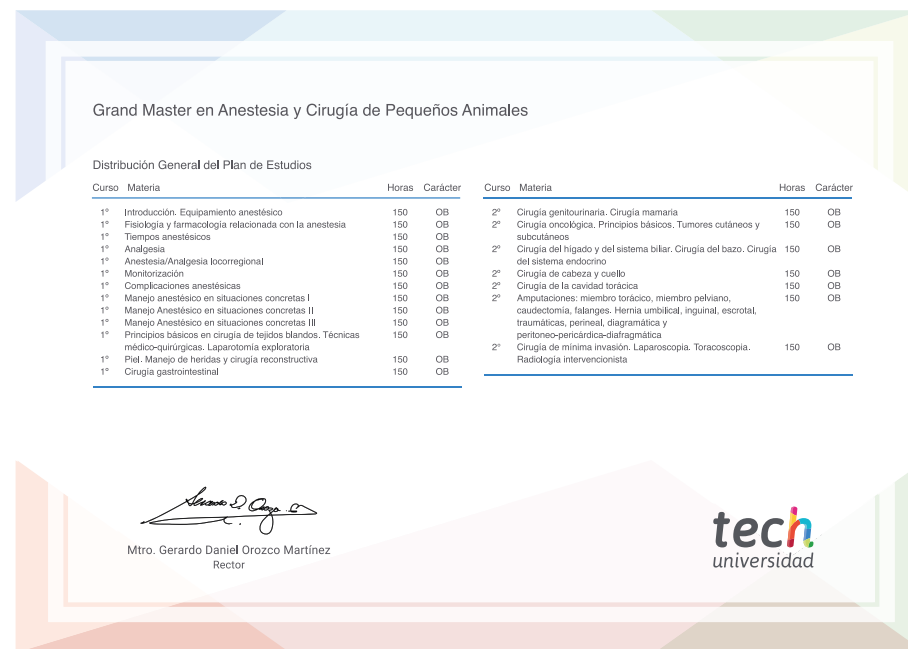 Grand Master en Anestesia y Cirugía de Pequeños Animales
Distribución General del Plan de Estudios
Curso Materia Horas Carácter
1º Introducción. Equipamiento anestésico 150 OB
1º Fisiología y farmacología relacionada con la anestesia 150 OB
1º Tiempos anestésicos 150 OB
1º Analgesia 150 OB
1º Anestesia/Analgesia locorregional 150 OB
1º Monitorización 150 OB
1º Complicaciones anestésicas 150 OB
1º Manejo anestésico en situaciones concretas I 150 OB
1º Manejo Anestésico en situaciones concretas II 150 OB
1º Manejo Anestésico en situaciones concretas III 150 OB
1º Principios básicos en cirugía de tejidos blandos. Técnicas 150 OB
médico-quirúrgicas. Laparotomía exploratoria
1º Piel. Manejo de heridas y cirugía reconstructiva 150 OB
1º Cirugía gastrointestinal 150 OB
Curso Materia Horas Carácter
2º Cirugía genitourinaria. Cirugía mamaria 150 OB
2º Cirugía oncológica. Principios básicos. Tumores cutáneos y 150 OB
subcutáneos
2º Cirugía del hígado y del sistema biliar. Cirugía del bazo. Cirugía 150 OB
del sistema endocrino
2º Cirugía de cabeza y cuello 150 OB
2º Cirugía de la cavidad torácica 150 OB
2º Amputaciones: miembro torácico, miembro pelviano, 150 OB
caudectomía, falanges. Hernia umbilical, inguinal, escrotal,
traumáticas, perineal, diagramática y
peritoneo-pericárdica-diafragmática
2º Cirugía de mínima invasión. Laparoscopia. Toracoscopia. 150 OB
Radiología intervencionista
Mtro. Gerardo Daniel Orozco Martínez
Rector
tech
universidad